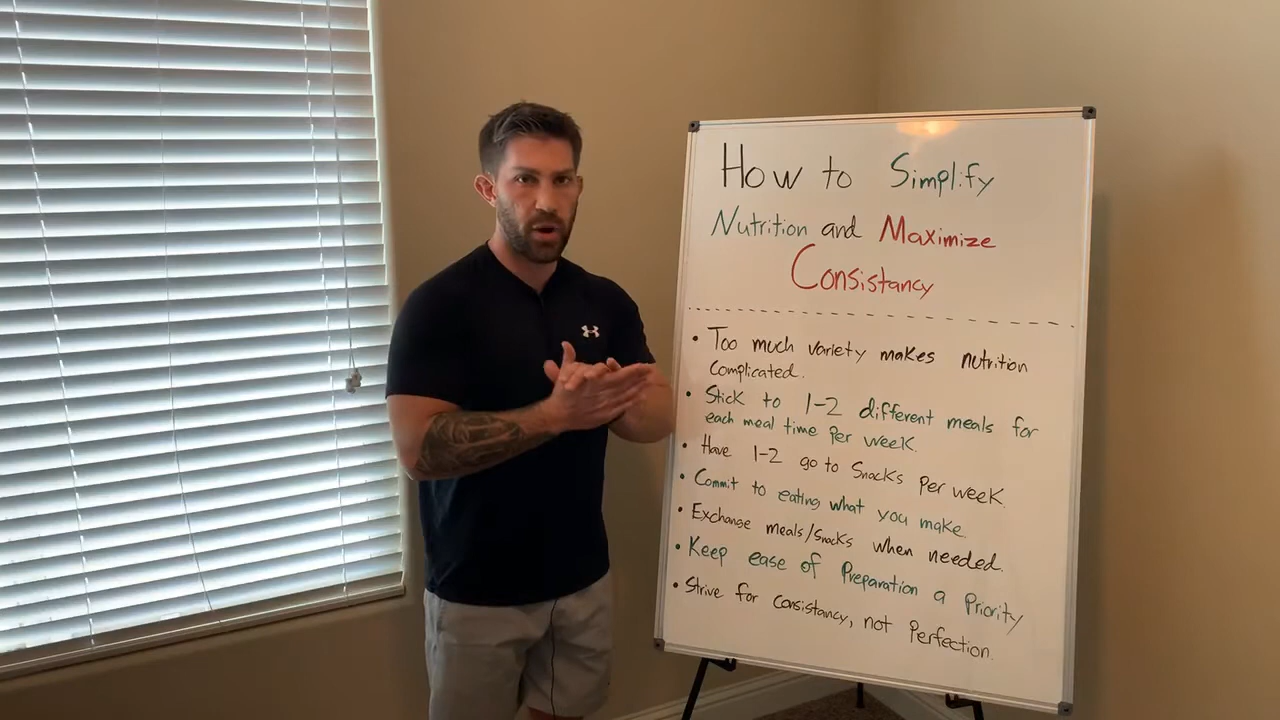 How to Simplify
Nutrition and Maximize
Consistancy
• Too much variety makes nutrition
complicated.
• Stick to 1-2 different meals for
each meal time per week.
• Have 1-2 go to Snacks per week.
• Commit to eating what you make.
• Exchange meals/snacks when needed.
• Keep ease of Preparation a Priority
• Strive for consistancy, not Perfection.